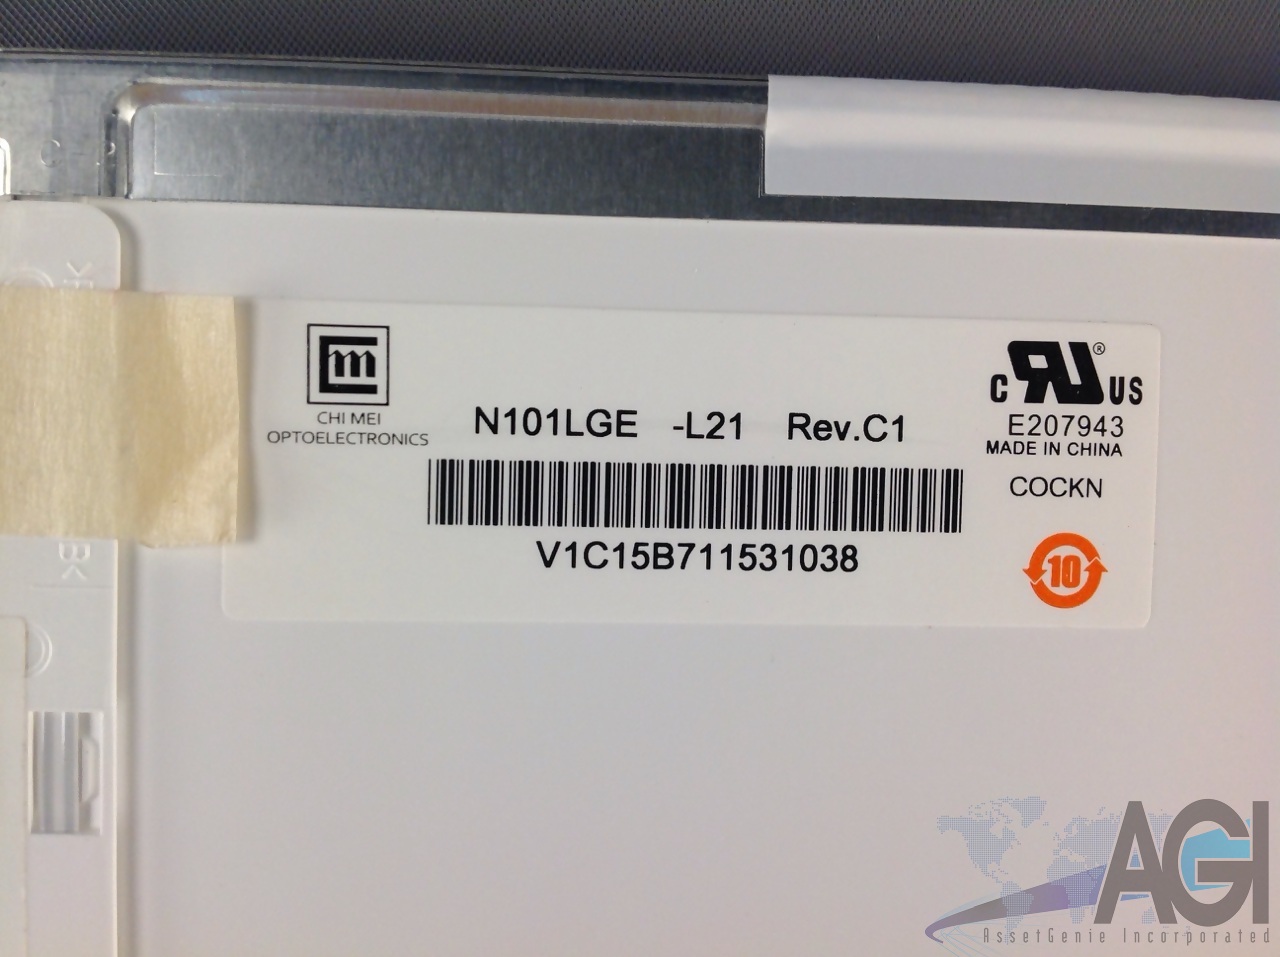 CHI MEI
OPTOELECTRONICS
N101LGE -L21 Rev.C1
V1C15B711531038
C US ®
E207943
MADE IN CHINA
COCKN
10
AGI
AssetGenie Incorporated